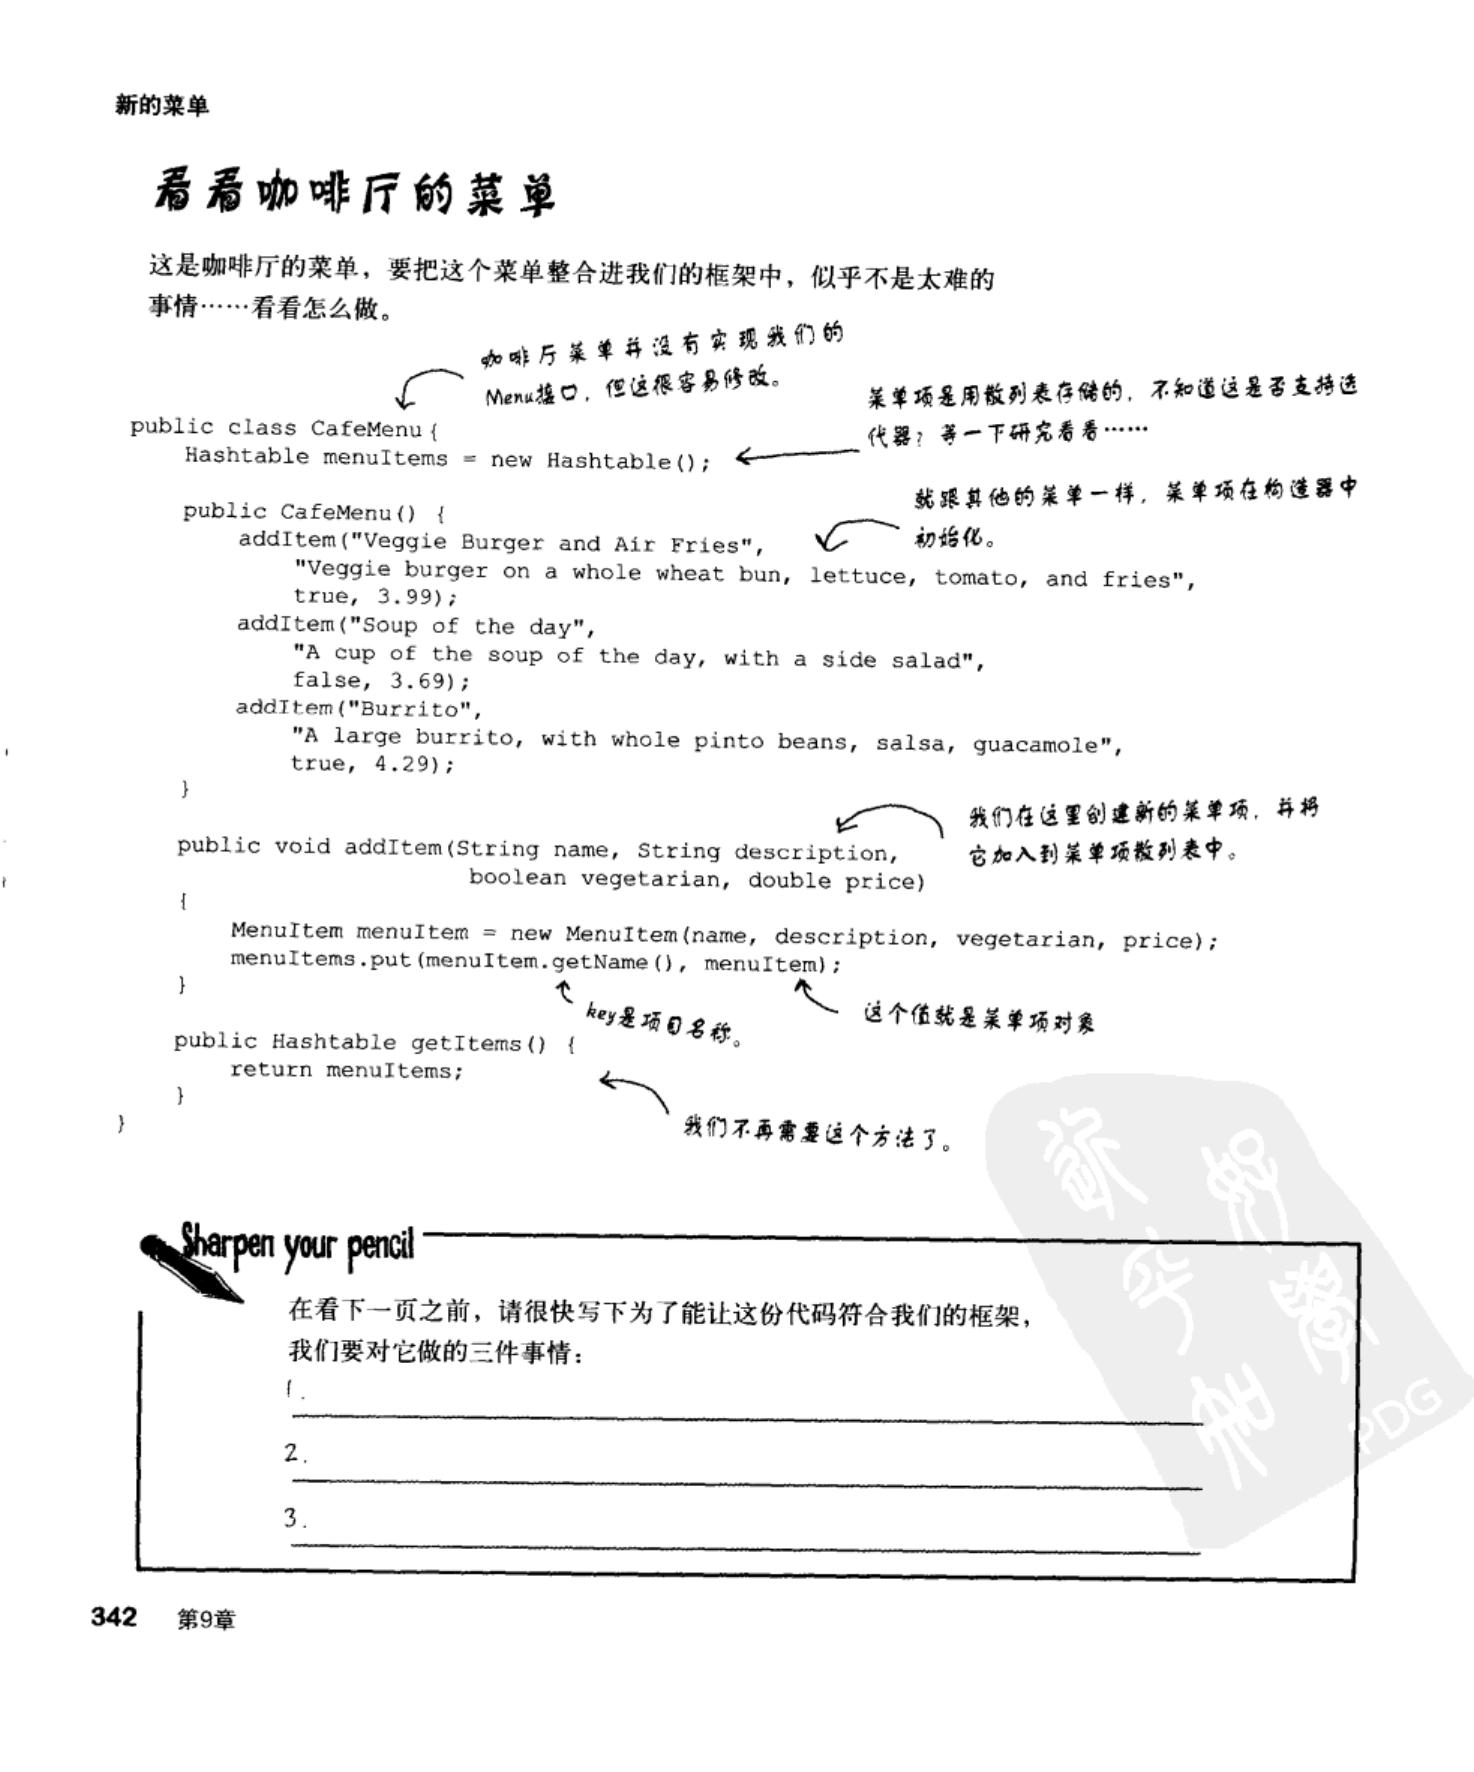 新的菜单
看看咖啡厅的菜单
这是咖啡厅的菜单，要把这个菜单整合进我们的框架中，似乎不是太难的
事情……看看怎么做。
咖啡厅菜单并没有实现我们的
Menu接口，但这很容易修改。
菜单项是用散列表存储的，不知道这是否支持迭
代器？等一下研究看看……
public class CafeMenu{
Hashtable menuItems = new Hashtable();
就跟其他的菜单一样，菜单项在构造器中
初始化。
public CafeMenu() {
addItem("Veggie Burger and Air Fries",
"Veggie burger on a whole wheat bun, lettuce, tomato, and fries",
true, 3.99);
addItem("Soup of the day",
"A cup of the soup of the day, with a side salad",
false, 3.69);
addItem("Burrito",
"A large burrito, with whole pinto beans, salsa, guacamole",
true, 4.29);
}
我们在这里创建新的菜单项，并将
它加入到菜单项散列表中。
public void addItem(String name, String description,
boolean vegetarian, double price)
{
MenuItem menuItem = new MenuItem(name, description, vegetarian, price);
menuItems.put(menuItem.getName(), menuItem);
}
key是项目名称。
这个值就是菜单项对象
public Hashtable getItems() {
return menuItems;
}
}
我们不再需要这个方法了。
Sharpen your pencil
在看下一页之前，请很快写下为了能让这份代码符合我们的框架，
我们要对它做的三件事情：
1.
2.
3.
PDG
342 第9章